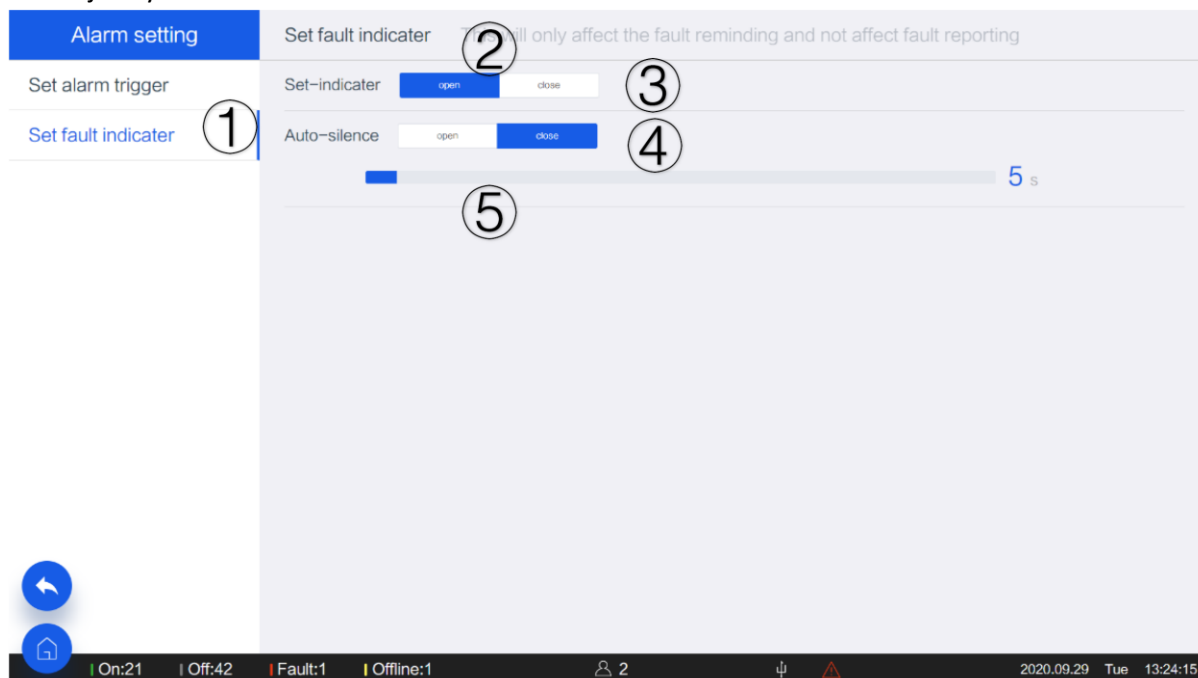 Alarm setting
Set fault indicater ② will only affect the fault reminding and not affect fault reporting
Set alarm trigger
Set-indicater open close ③
Set fault indicater ①
Auto-silence open close ④
5 s
⑤
On:21 Off:42 Fault:1 Offline:1 2 2020.09.29 Tue 13:24:15